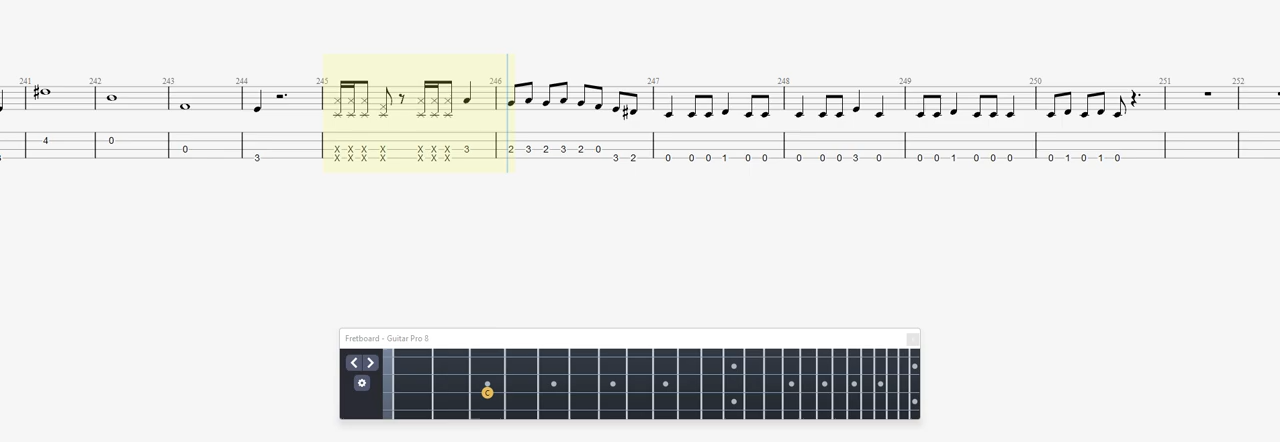 241 242 243 244 245 246 247 248 249 250 251 252
4 0
0 X X X X X X X 3 2 3 2 3 2 0
3 3 X X X X X X X 3 2 0 0 0 1 0 0 0 0 0 3 0 0 0 1 0 0 0 0 1 0 1 0
Fretboard - Guitar Pro 8
C